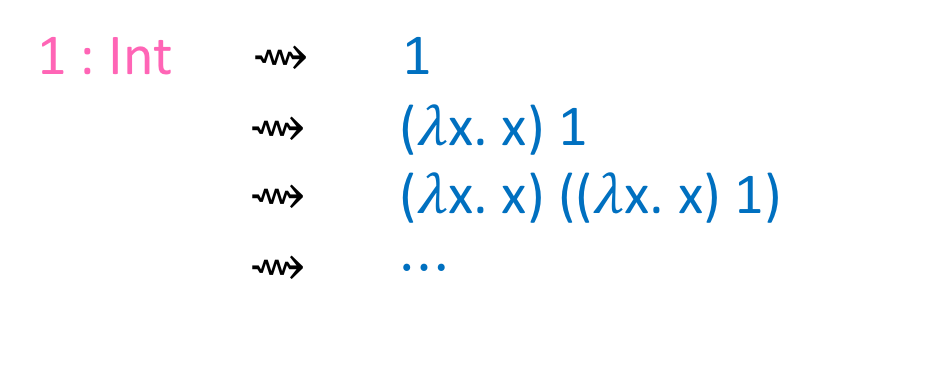 1 : Int ⇝ 1
⇝ (λx. x) 1
⇝ (λx. x) ((λx. x) 1)
⇝ ...